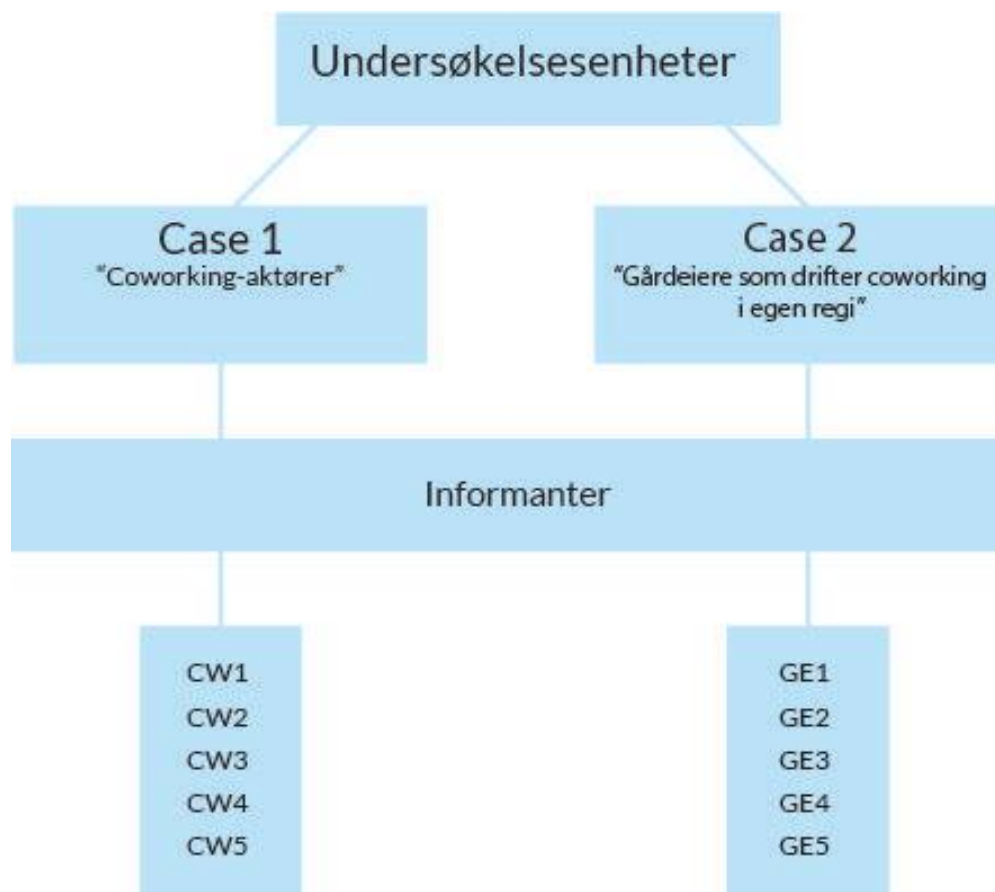 Undersøkelsesenheter
Case 1
"Coworking-aktører"
Case 2
"Gårdeiere som drifter coworking
i egen regi"
Informanter
CW1
CW2
CW3
CW4
CW5
GE1
GE2
GE3
GE4
GE5